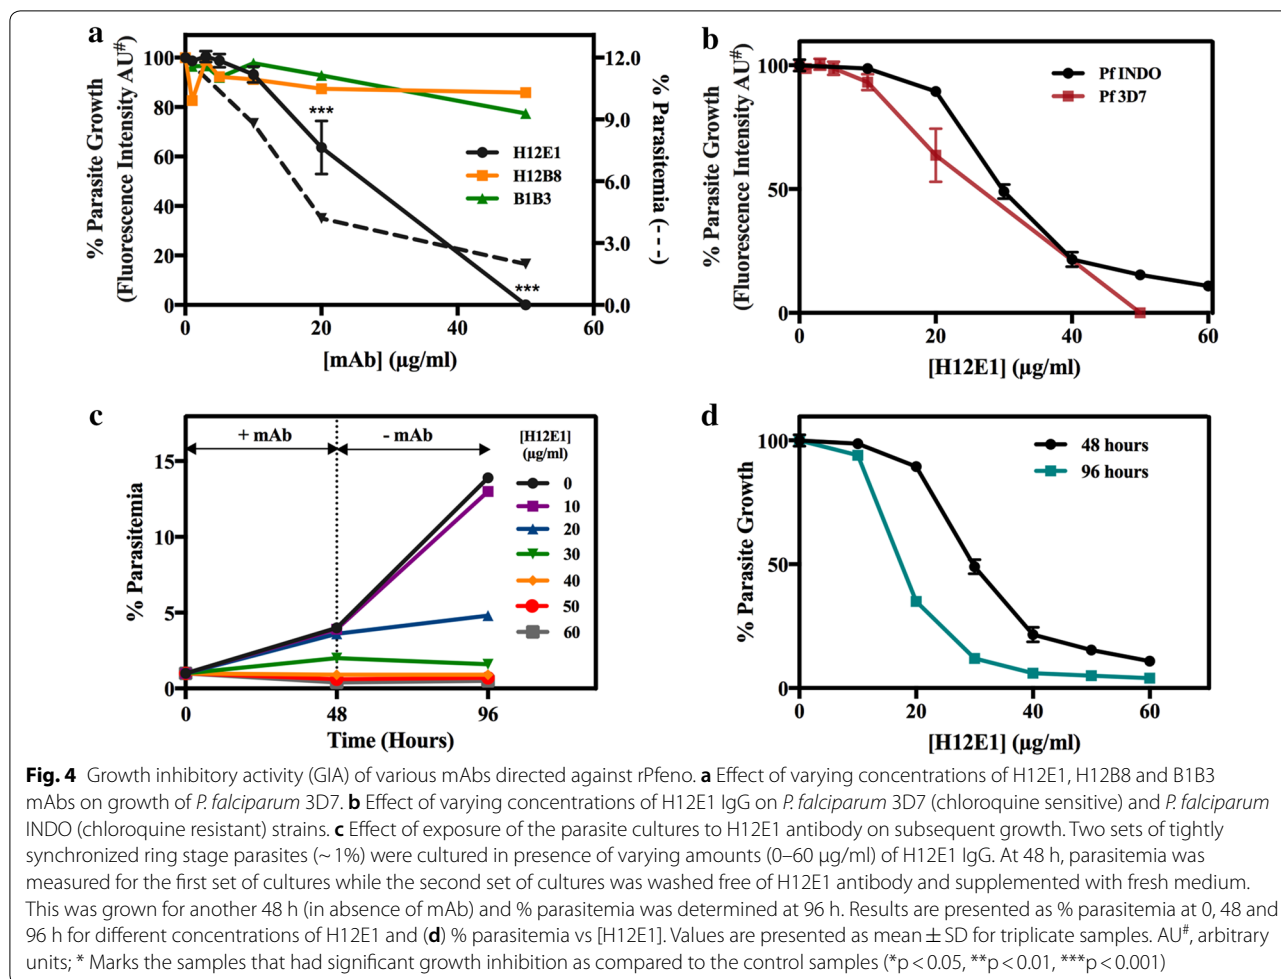 a
% Parasite Growth
(Fluorescence Intensity AU#)
100
80
60
40
20
0
***
***
H12E1
H12B8
B1B3
12.0
9.0
6.0
3.0
0.0
% Parasitemia (---)
0
20
40
60
[mAb] (µg/ml)
b
% Parasite Growth
(Fluorescence Intensity AU#)
100
50
0
Pf INDO
Pf 3D7
0
20
40
60
[H12E1] (µg/ml)
c
% Parasitemia
15
10
5
0
+ mAb
- mAb
[H12E1]
(µg/ml)
0
10
20
30
40
50
60
0
48
96
Time (Hours)
d
% Parasite Growth
100
50
0
48 hours
96 hours
0
20
40
60
[H12E1] (µg/ml)
Fig. 4 Growth inhibitory activity (GIA) of various mAbs directed against rPfeno. a Effect of varying concentrations of H12E1, H12B8 and B1B3
mAbs on growth of P. falciparum 3D7. b Effect of varying concentrations of H12E1 IgG on P. falciparum 3D7 (chloroquine sensitive) and P. falciparum
INDO (chloroquine resistant) strains. c Effect of exposure of the parasite cultures to H12E1 antibody on subsequent growth. Two sets of tightly
synchronized ring stage parasites (~ 1%) were cultured in presence of varying amounts (0–60 µg/ml) of H12E1 IgG. At 48 h, parasitemia was
measured for the first set of cultures while the second set of cultures was washed free of H12E1 antibody and supplemented with fresh medium.
This was grown for another 48 h (in absence of mAb) and % parasitemia was determined at 96 h. Results are presented as % parasitemia at 0, 48 and
96 h for different concentrations of H12E1 and (d) % parasitemia vs [H12E1]. Values are presented as mean ± SD for triplicate samples. AU#, arbitrary
units; * Marks the samples that had significant growth inhibition as compared to the control samples (*p < 0.05, **p < 0.01, ***p < 0.001)